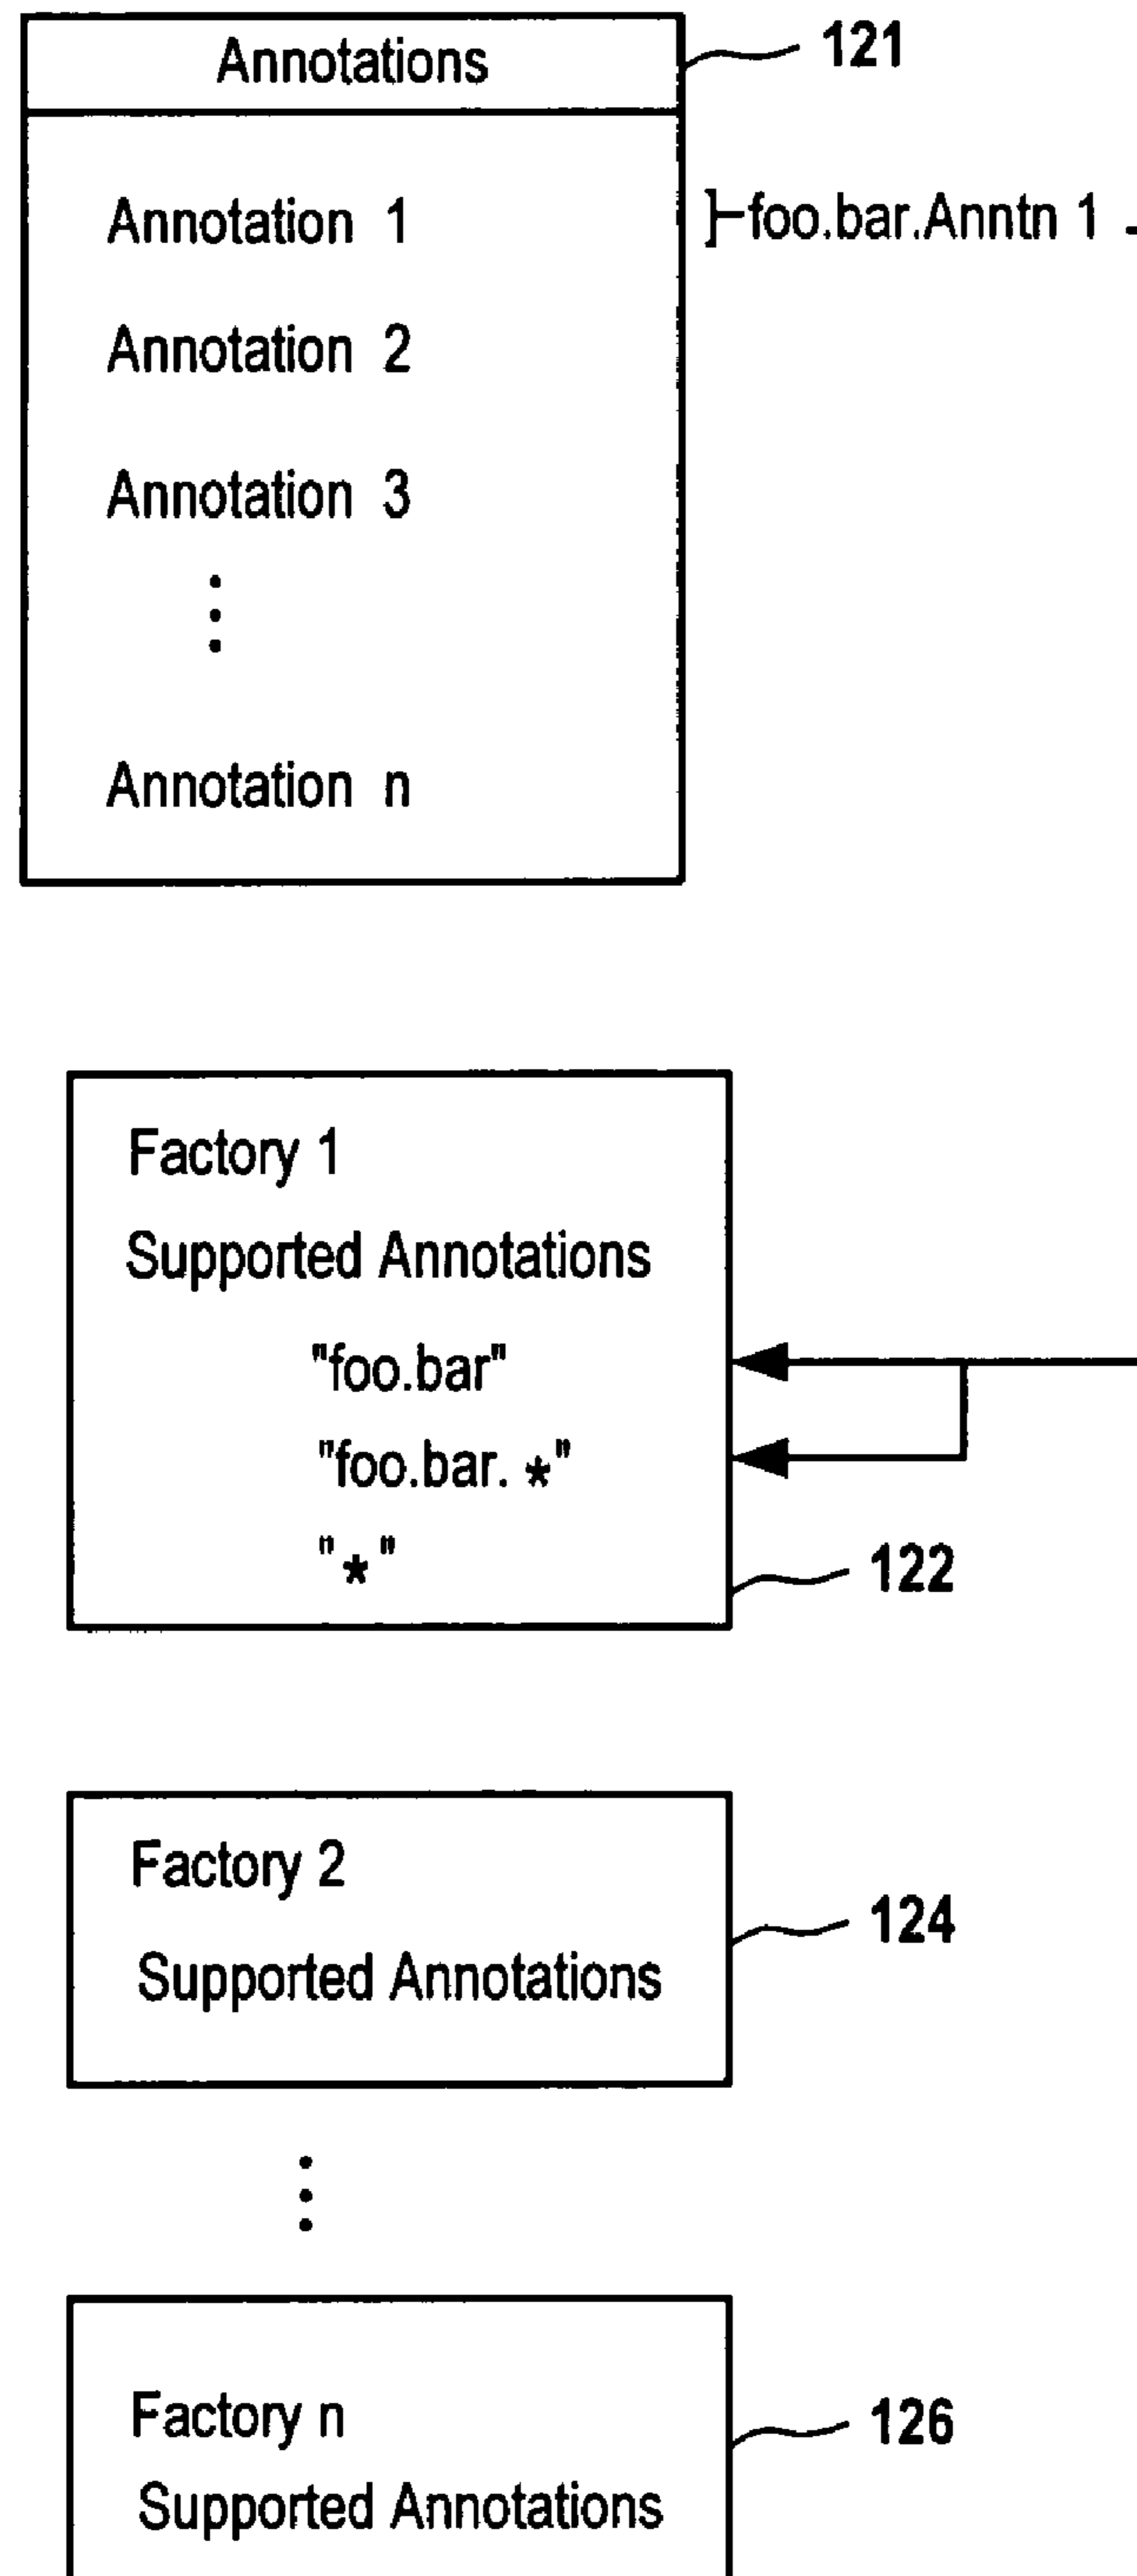 Annotations
121
Annotation 1
foo.bar.Anntn 1
Annotation 2
Annotation 3
Annotation n
Factory 1
Supported Annotations
"foo.bar"
"foo.bar. *"
"*"
122
Factory 2
124
Supported Annotations
Factory n
126
Supported Annotations